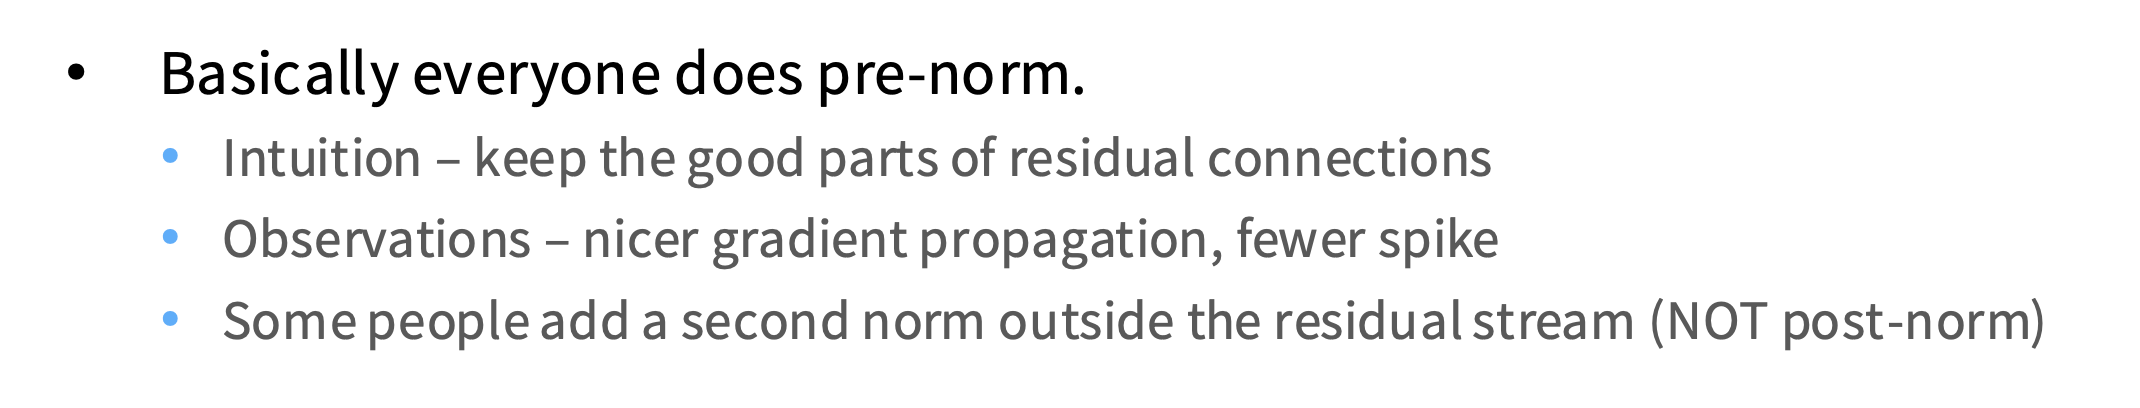 • Basically everyone does pre-norm.
• Intuition – keep the good parts of residual connections
• Observations – nicer gradient propagation, fewer spike
• Some people add a second norm outside the residual stream (NOT post-norm)